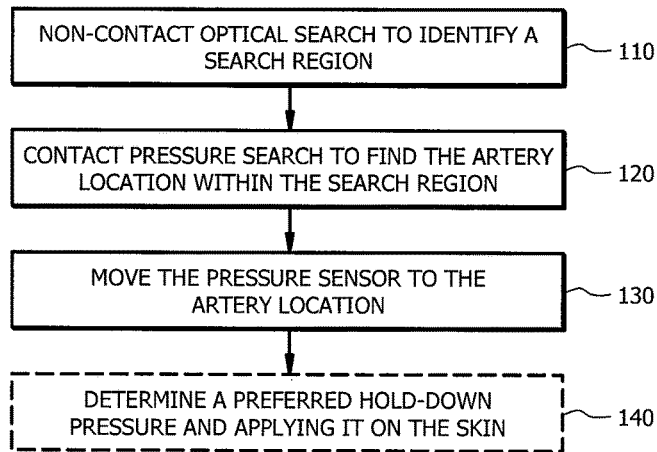 NON-CONTACT OPTICAL SEARCH TO IDENTIFY A
SEARCH REGION
110
CONTACT PRESSURE SEARCH TO FIND THE ARTERY
LOCATION WITHIN THE SEARCH REGION
120
MOVE THE PRESSURE SENSOR TO THE
ARTERY LOCATION
130
DETERMINE A PREFERRED HOLD-DOWN
PRESSURE AND APPLYING IT ON THE SKIN
140